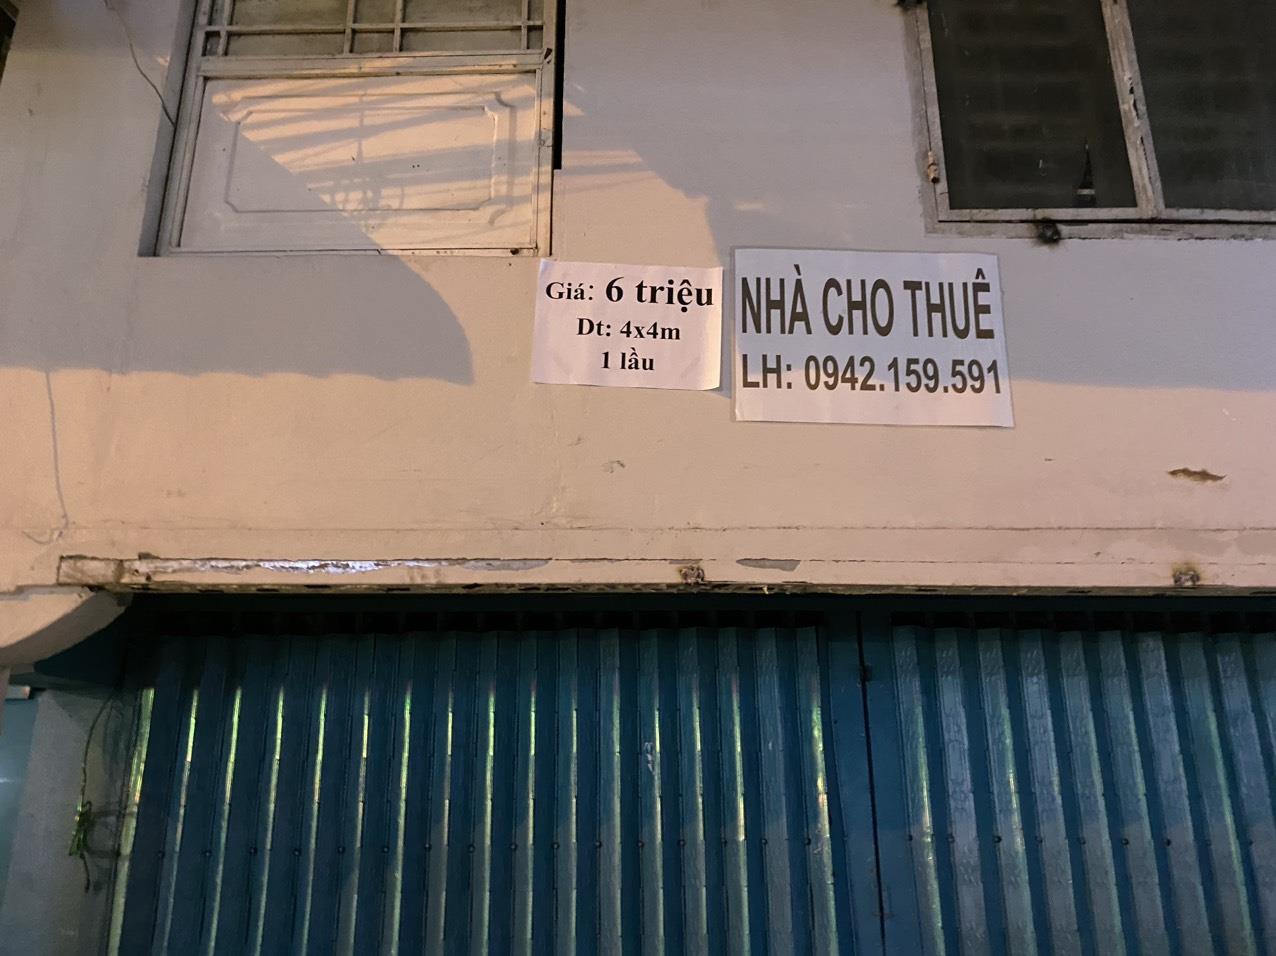 Giá: 6 triệu
Dt: 4x4m
1 lầu
NHÀ CHO THUÊ
LH: 0942.159.591